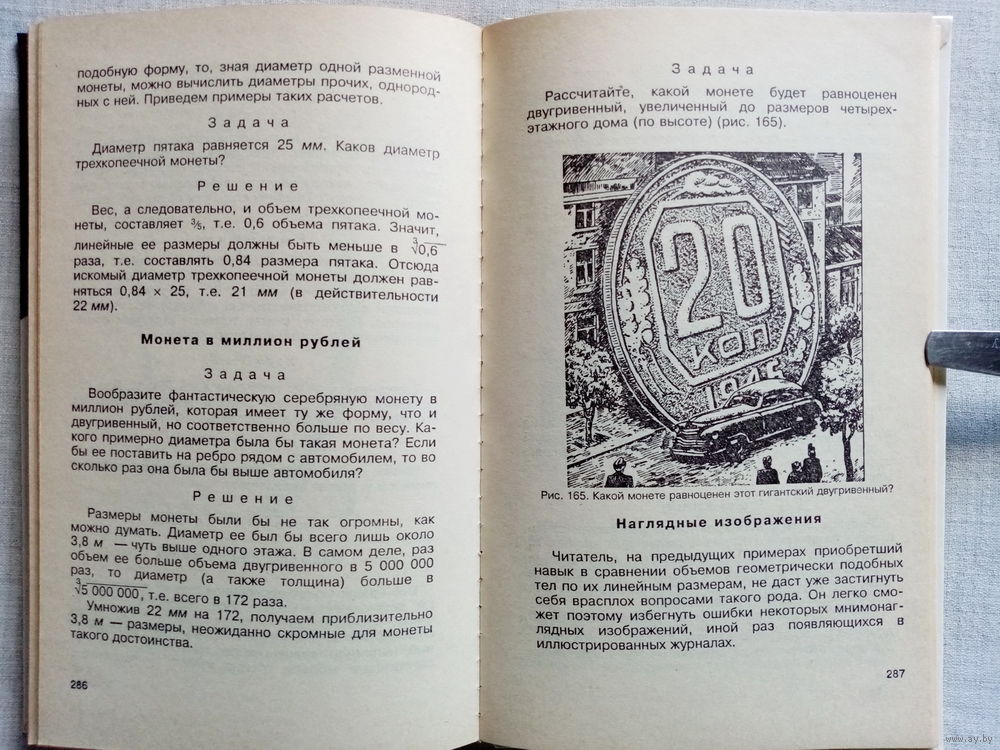 подобную форму, то, зная диаметр одной разменной
монеты, можно вычислить диаметры прочих, однород-
ных с ней. Приведем примеры таких расчетов.
Задача
Диаметр пятака равняется 25 мм. Каков диаметр
трехкопеечной монеты?
Решение
Вес, а следовательно, и объем трехкопеечной мо-
неты, составляет ⅗, т.е. 0,6 объема пятака. Значит,
линейные ее размеры должны быть меньше в ∛0,6
раза, т.е. составлять 0,84 размера пятака. Отсюда
искомый диаметр трехкопеечной монеты должен рав-
няться 0,84 × 25, т.е. 21 мм (в действительности
22 мм).
Монета в миллион рублей
Задача
Вообразите фантастическую серебряную монету в
миллион рублей, которая имеет ту же форму, что и
двугривенный, но соответственно больше по весу. Ка-
кого примерно диаметра была бы такая монета? Если
бы ее поставить на ребро рядом с автомобилем, то во
сколько раз она была бы выше автомобиля?
Решение
Размеры монеты были бы не так огромны, как
можно думать. Диаметр ее был бы всего лишь около
3,8 м — чуть выше одного этажа. В самом деле, раз
объем ее больше объема двугривенного в 5 000 000
раз, то диаметр (а также толщина) больше в
∛5 000 000, т.е. всего в 172 раза.
Умножив 22 мм на 172, получаем приблизительно
3,8 м — размеры, неожиданно скромные для монеты
такого достоинства.
286
Задача
Рассчитайте, какой монете будет равноценен
двугривенный, увеличенный до размеров четырех-
этажного дома (по высоте) (рис. 165).
20
КОП
1945
Рис. 165. Какой монете равноценен этот гигантский двугривенный?
Наглядные изображения
Читатель, на предыдущих примерах приобретший
навык в сравнении объемов геометрически подобных
тел по их линейным размерам, не даст уже застигнуть
себя врасплох вопросами такого рода. Он легко смо-
жет поэтому избегнуть ошибки некоторых мнимонаг-
лядных изображений, иной раз появляющихся в
иллюстрированных журналах.
287
www.ay.by